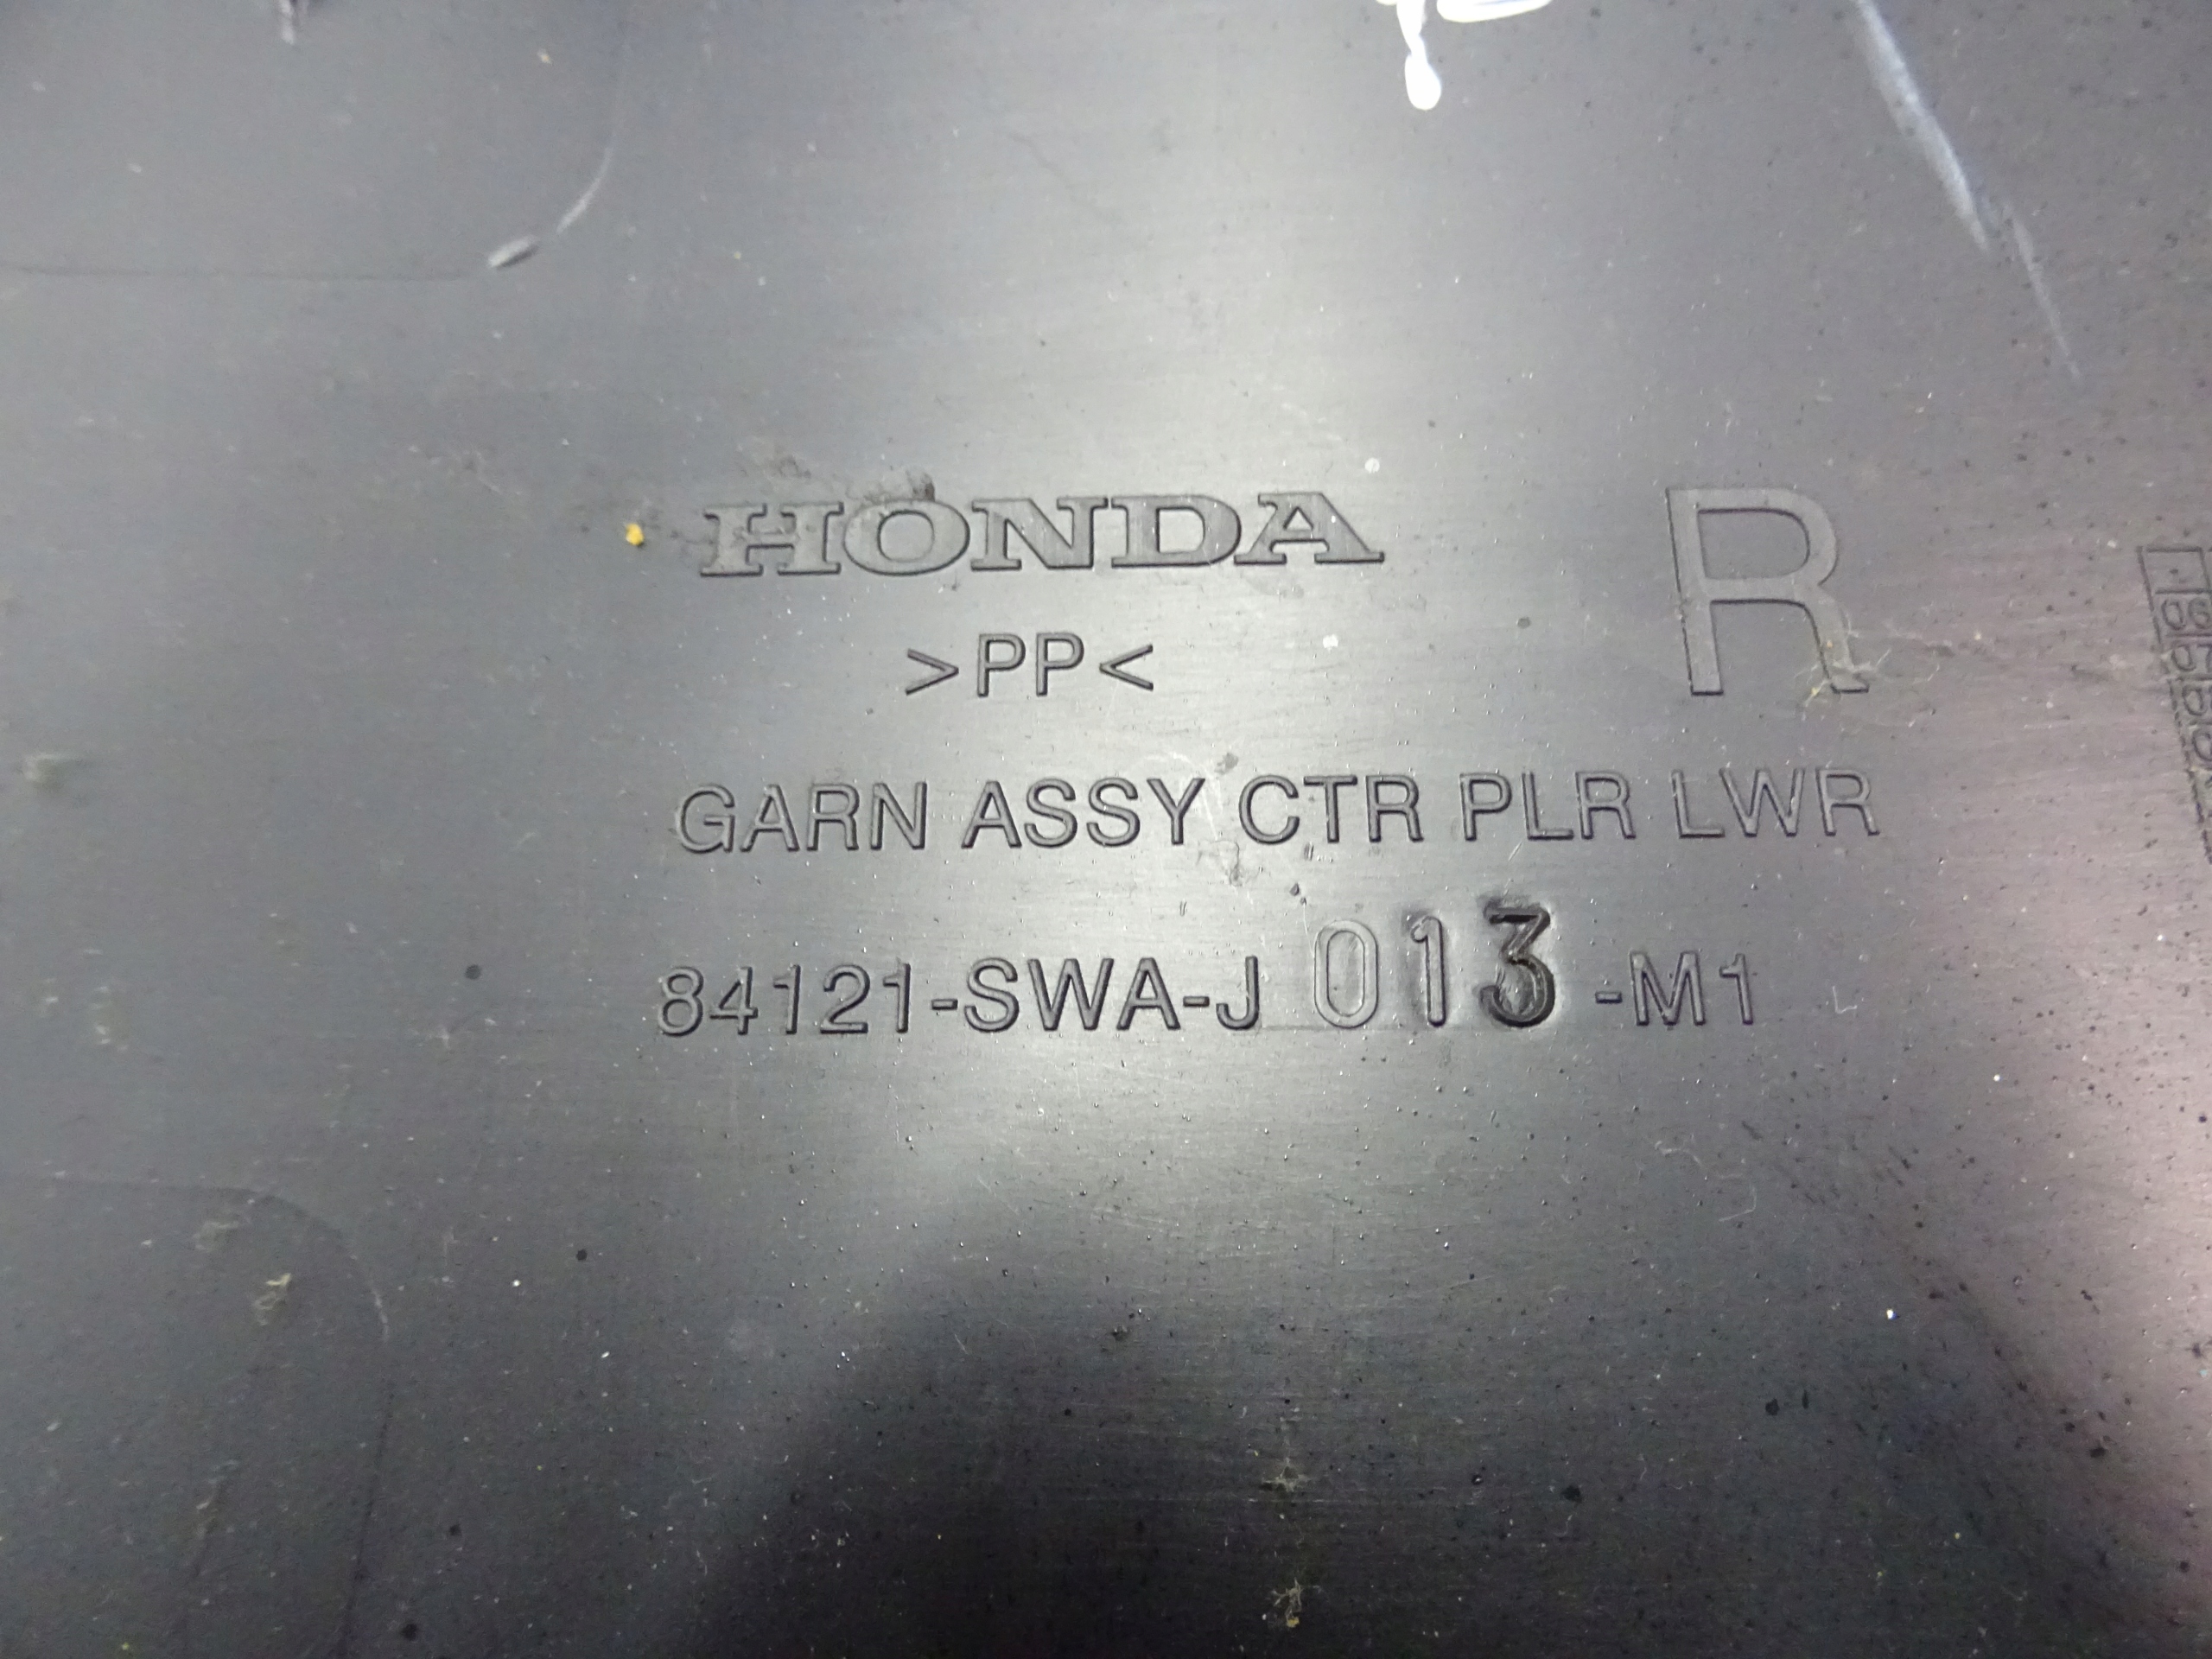 HONDA
R
>PP<
GARN ASSY CTR PLR LWR
84121-SWA-J 013 -M1